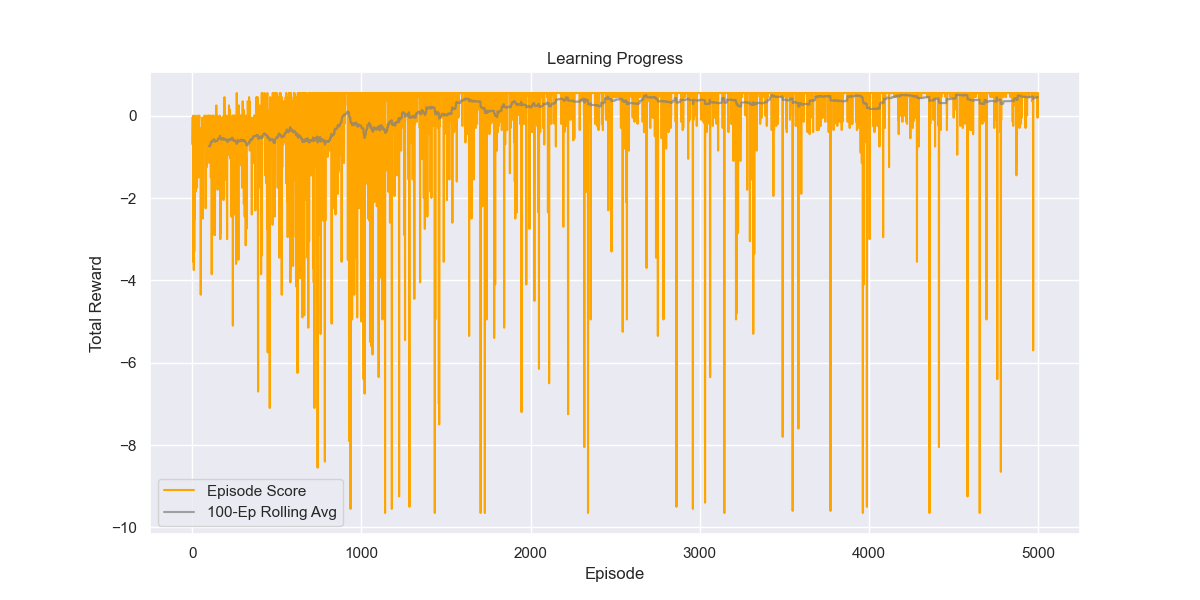 Learning Progress
Total Reward
0
−2
−4
−6
−8
−10
Episode Score
100-Ep Rolling Avg
0
1000
2000
3000
4000
5000
Episode